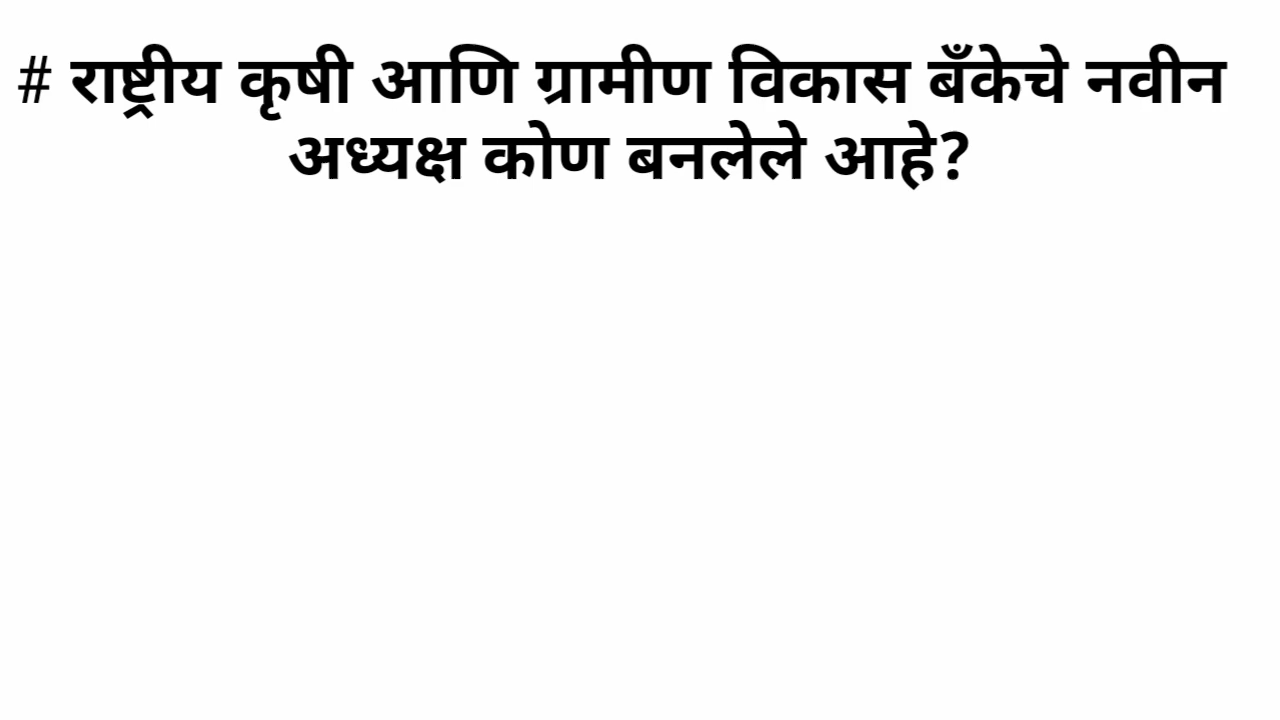 # राष्ट्रीय कृषी आणि ग्रामीण विकास बँकेचे नवीन
अध्यक्ष कोण बनलेले आहे?